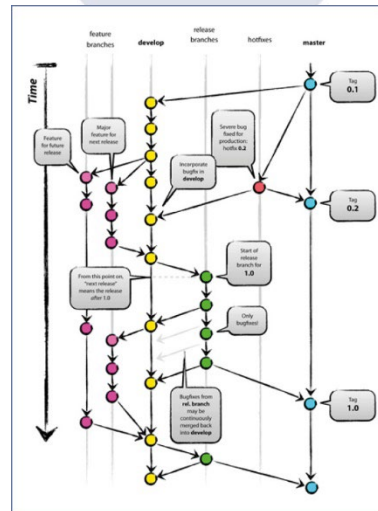 feature
branches
develop
release
branches
hotfixes
master
Time
Tag
0.1
Major
feature for
next release
Feature
for future
release
Severe bug
fixed for
production:
hotfix 0.2
Incorporate
bugfix in
develop
Tag
0.2
Start of
release
branch for
1.0
From this point on,
"next release"
means the release
after 1.0
Only
bugfixes!
Bugfixes from
rel. branch
may be
continuously
merged back
into develop
Tag
1.0